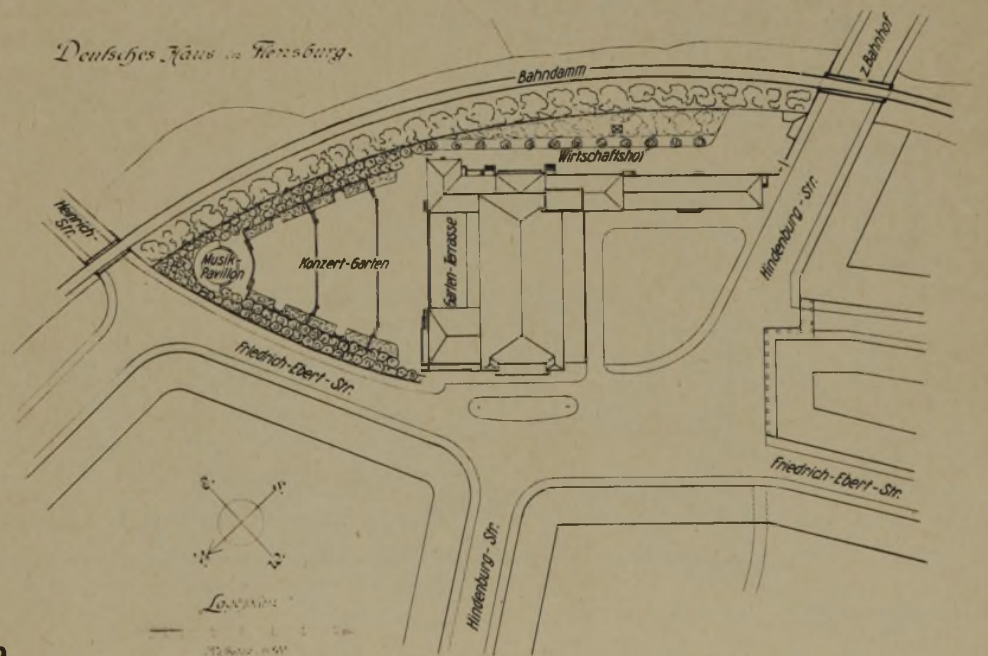 Deutsches Haus in Flensburg.
z. Bahnhof
Bahndamm
Wirtschaftshof
Heinrich-
Str.
Musik-
Pavillon
Konzert-Garten
Garten-Terrasse
Hindenburg-Str.
Friedrich-Ebert-Str.
Friedrich-Ebert-Str.
Hindenburg-Str.
Lageplan